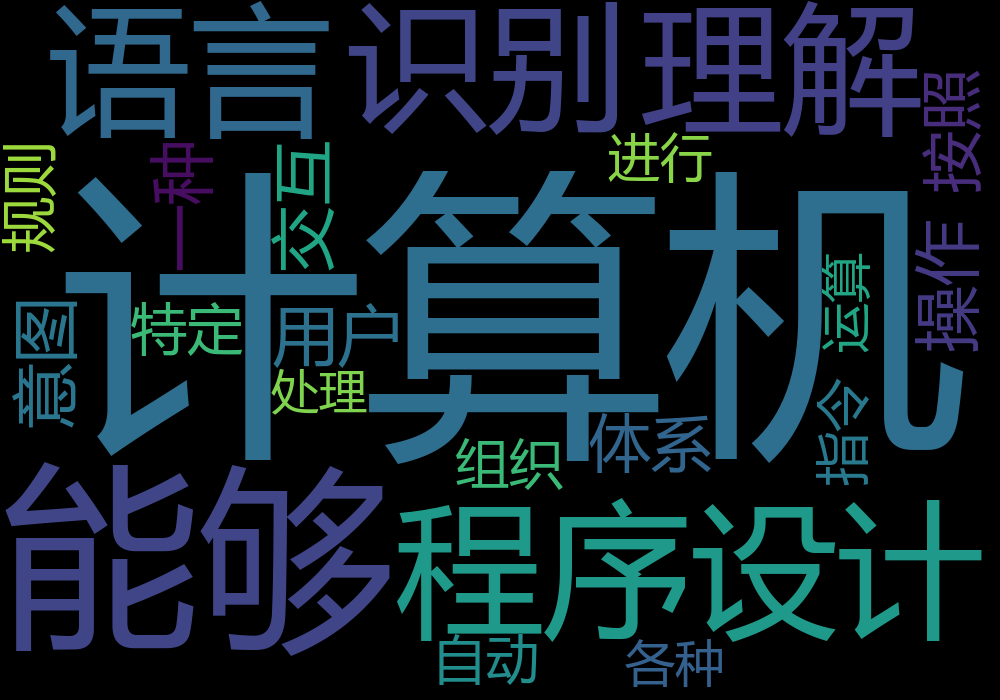 语言
识别
理解
按照
规则
一种
交互
进行
计算机
意图
特定
用户
运算
操作
处理
指令
体系
组织
能够
程序设计
自动
各种